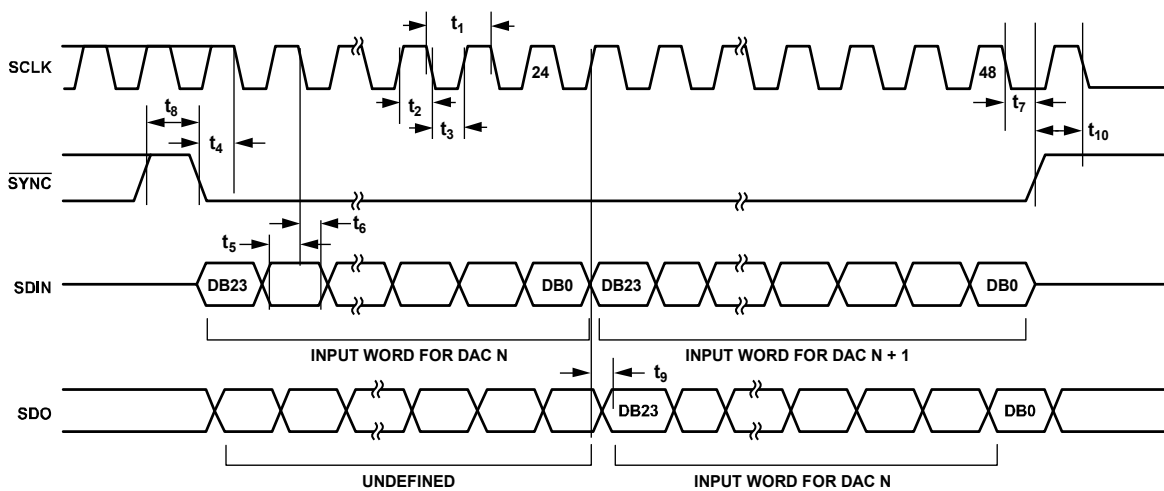 t1
SCLK
24
48
t2
t3
t7
t8
t4
t10
SYNC
t6
t5
SDIN
DB23
DB0
DB23
DB0
INPUT WORD FOR DAC N
INPUT WORD FOR DAC N + 1
t9
SDO
DB23
DB0
UNDEFINED
INPUT WORD FOR DAC N